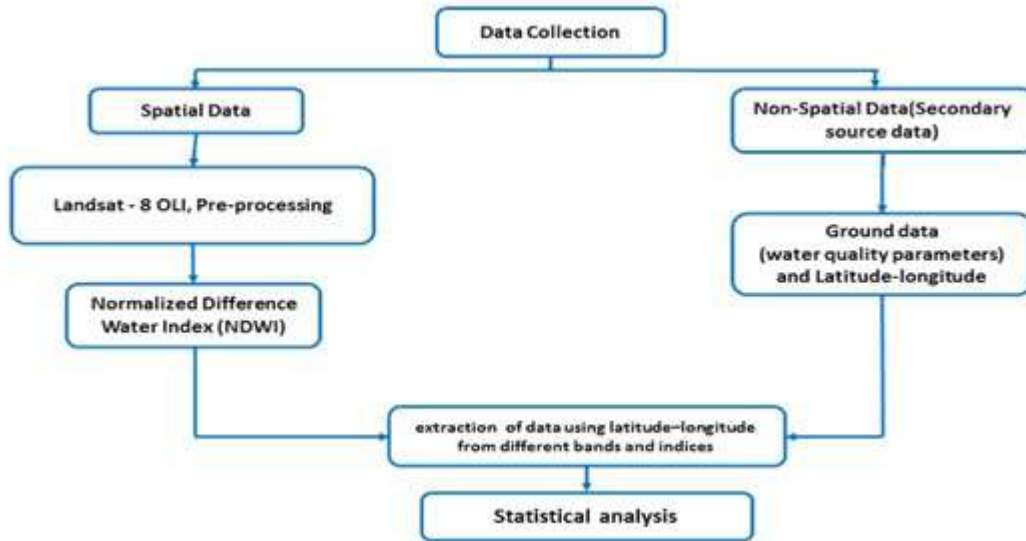 Data Collection
Spatial Data
Non-Spatial Data(Secondary
source data)
Landsat - 8 OLI, Pre-processing
Ground data
(water quality parameters)
and Latitude-longitude
Normalized Difference
Water Index (NDWI)
extraction of data using latitude–longitude
from different bands and indices
Statistical analysis